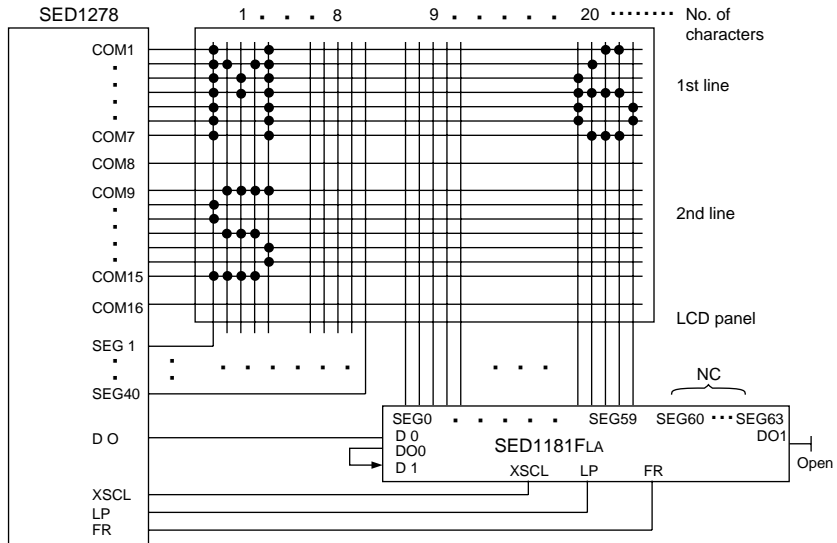 SED1278
1 · · · 8 9 · · · · · 20 ········ No. of
characters
COM1
1st line
COM7
COM8
COM9
2nd line
COM15
COM16
LCD panel
SEG 1
SEG40
NC
SEG0 · · · · · SEG59 SEG60 ··· SEG63
D O
D 0
DO1
DO0
SED1181FLA
D 1
Open
XSCL LP FR
XSCL
LP
FR